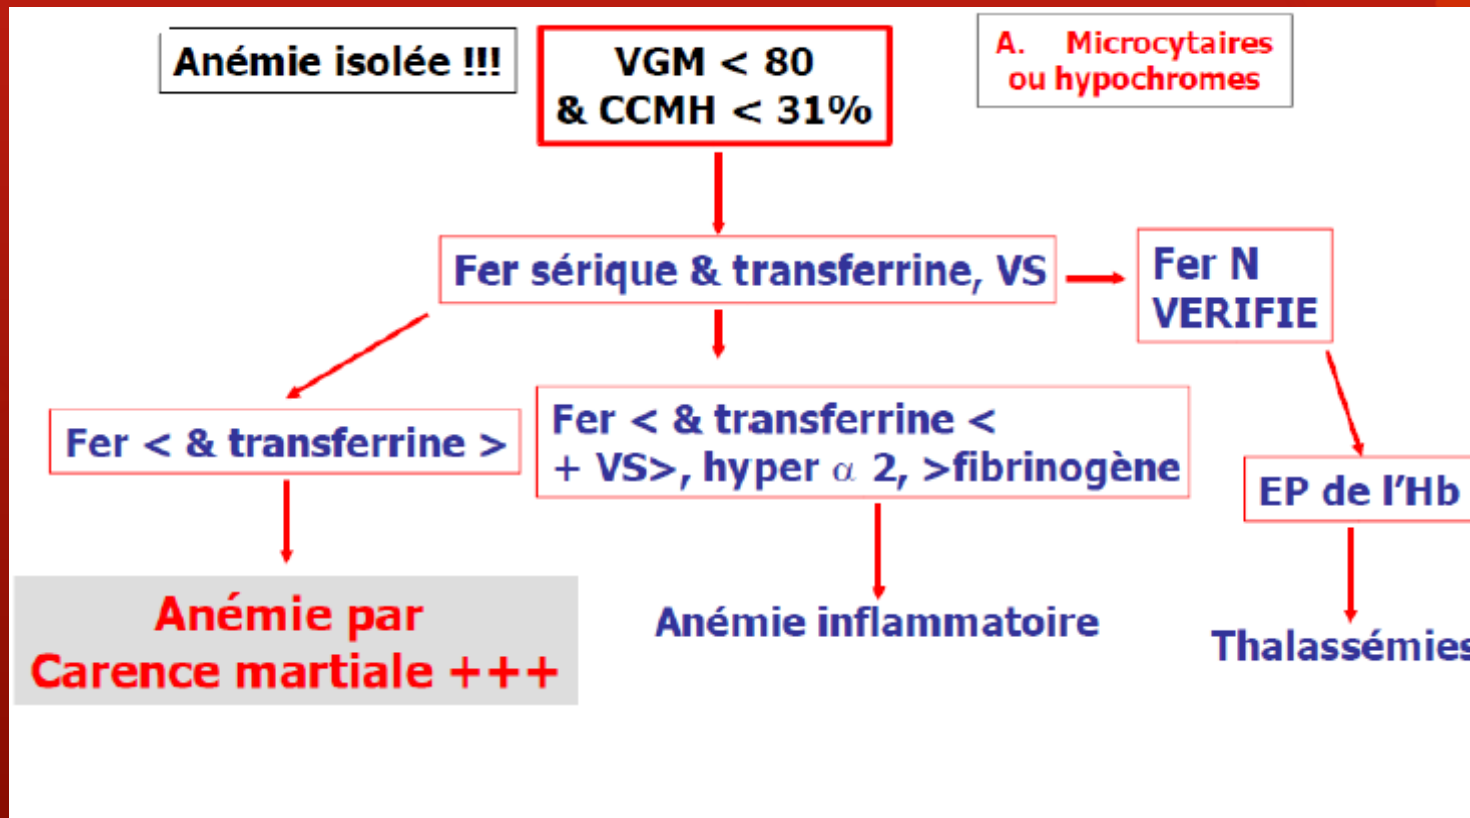 Anémie isolée !!!
VGM < 80
& CCMH < 31%
A. Microcytaires
ou hypochromes
Fer sérique & transferrine, VS
Fer N
VERIFIE
Fer < & transferrine >
Fer < & transferrine <
+ VS>, hyper α 2, >fibrinogène
EP de l'Hb
Anémie par
Carence martiale +++
Anémie inflammatoire
Thalassémies